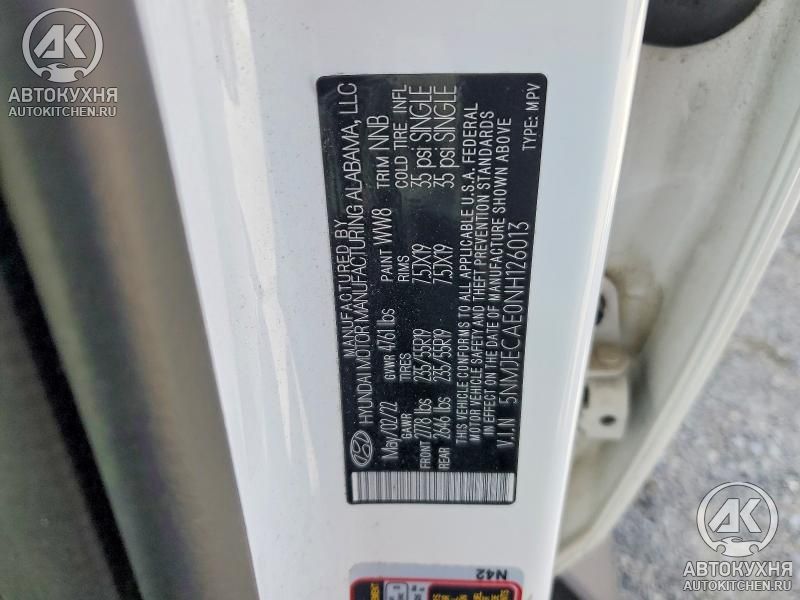 АВТОКУХНЯ
AUTOKITCHEN.RU
MANUFACTURED BY
HYUNDAI MOTOR MANUFACTURING ALABAMA, LLC
May/02/22 GVWR 4761 lbs PAINT WW8 TRIM NNB
GAWR TIRES RIMS COLD TIRE INFL
FRONT 2778 lbs 235/55R19 7.5JX19 35 psi SINGLE
REAR 2646 lbs 235/55R19 7.5JX19 35 psi SINGLE
THIS VEHICLE CONFORMS TO ALL APPLICABLE U.S.A. FEDERAL
MOTOR VEHICLE SAFETY AND THEFT PREVENTION STANDARDS
IN EFFECT ON THE DATE OF MANUFACTURE SHOWN ABOVE
V.I.N 5NMJECAE0NH126013 TYPE: MPV
N42
АВТОКУХНЯ
AUTOKITCHEN.RU